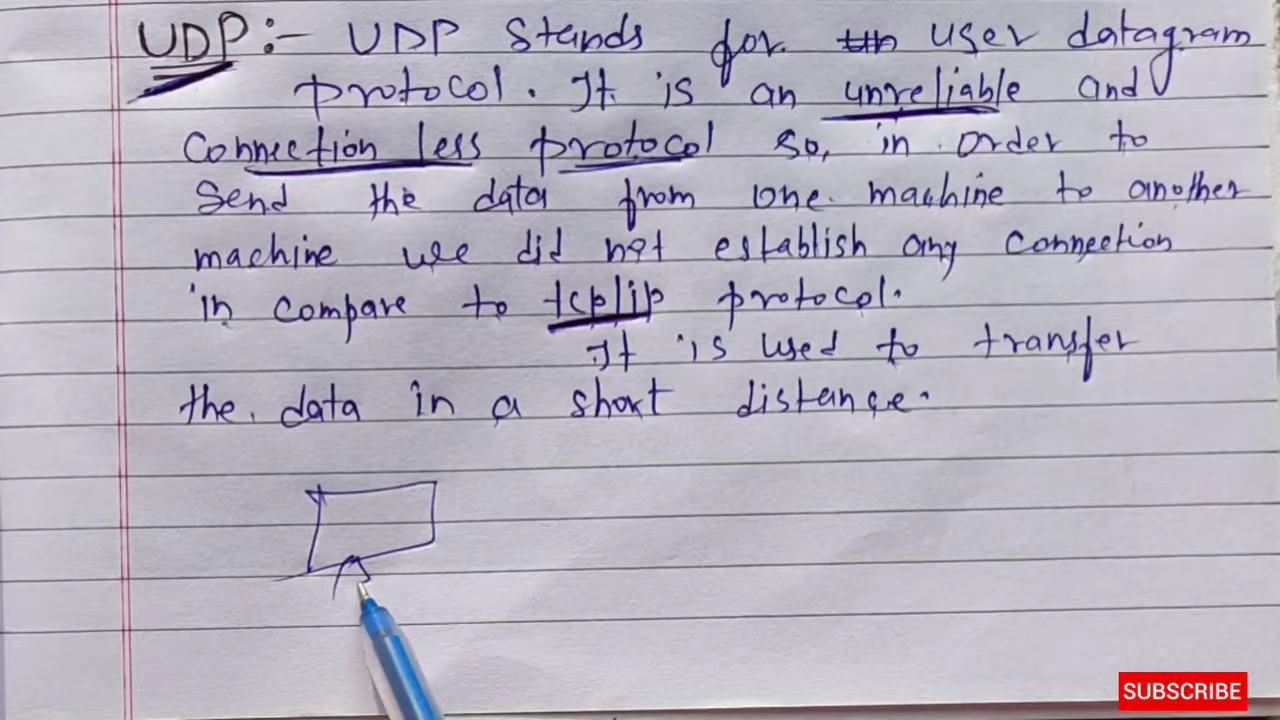 UDP:- UDP stands for user datagram
protocol. It is an unreliable and
Connection less protocol so, in order to
Send the data from one machine to another
machine we did not establish any connection
in compare to tcp/ip protocol.
It is used to transfer
the data in a short distance.
SUBSCRIBE